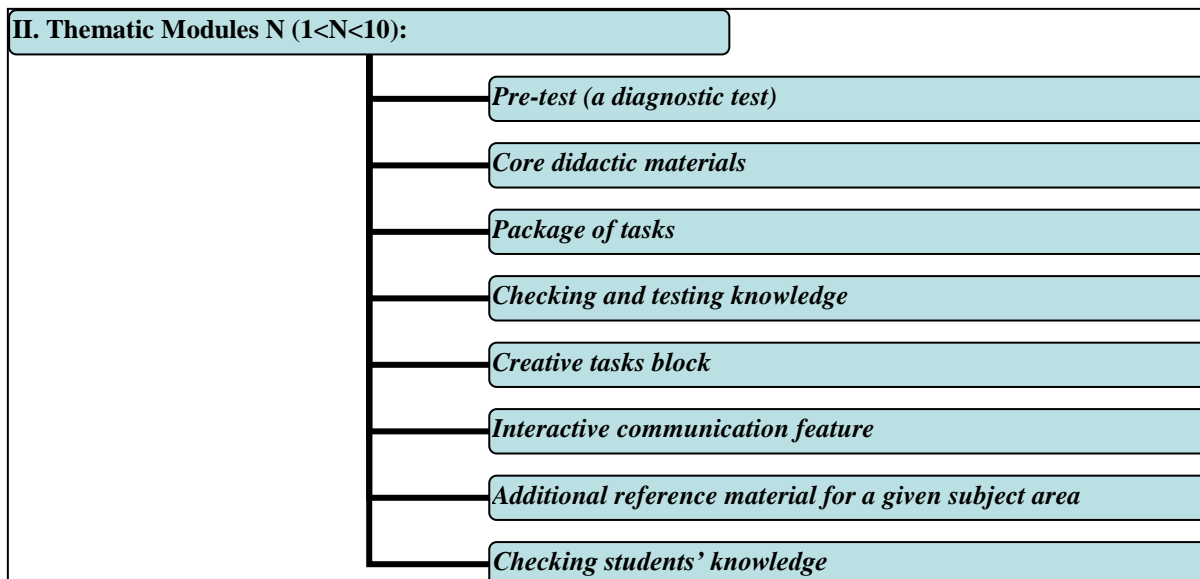 II. Thematic Modules N (1<N<10):
Pre-test (a diagnostic test)
Core didactic materials
Package of tasks
Checking and testing knowledge
Creative tasks block
Interactive communication feature
Additional reference material for a given subject area
Checking students’ knowledge